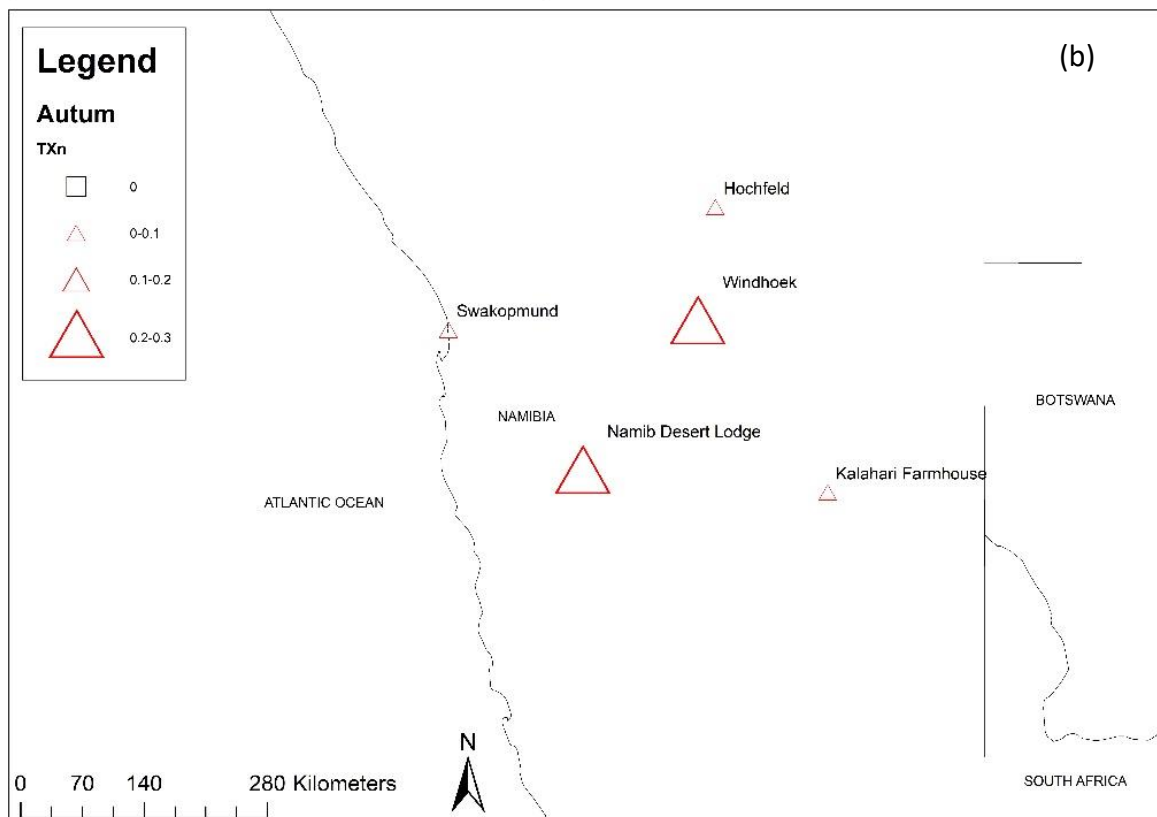 Legend
Autum
TXn
0
0-0.1
0.1-0.2
0.2-0.3
(b)
Hochfeld
Windhoek
Swakopmund
NAMIBIA
Namib Desert Lodge
BOTSWANA
Kalahari Farmhouse
ATLANTIC OCEAN
N
0 70 140 280 Kilometers
SOUTH AFRICA